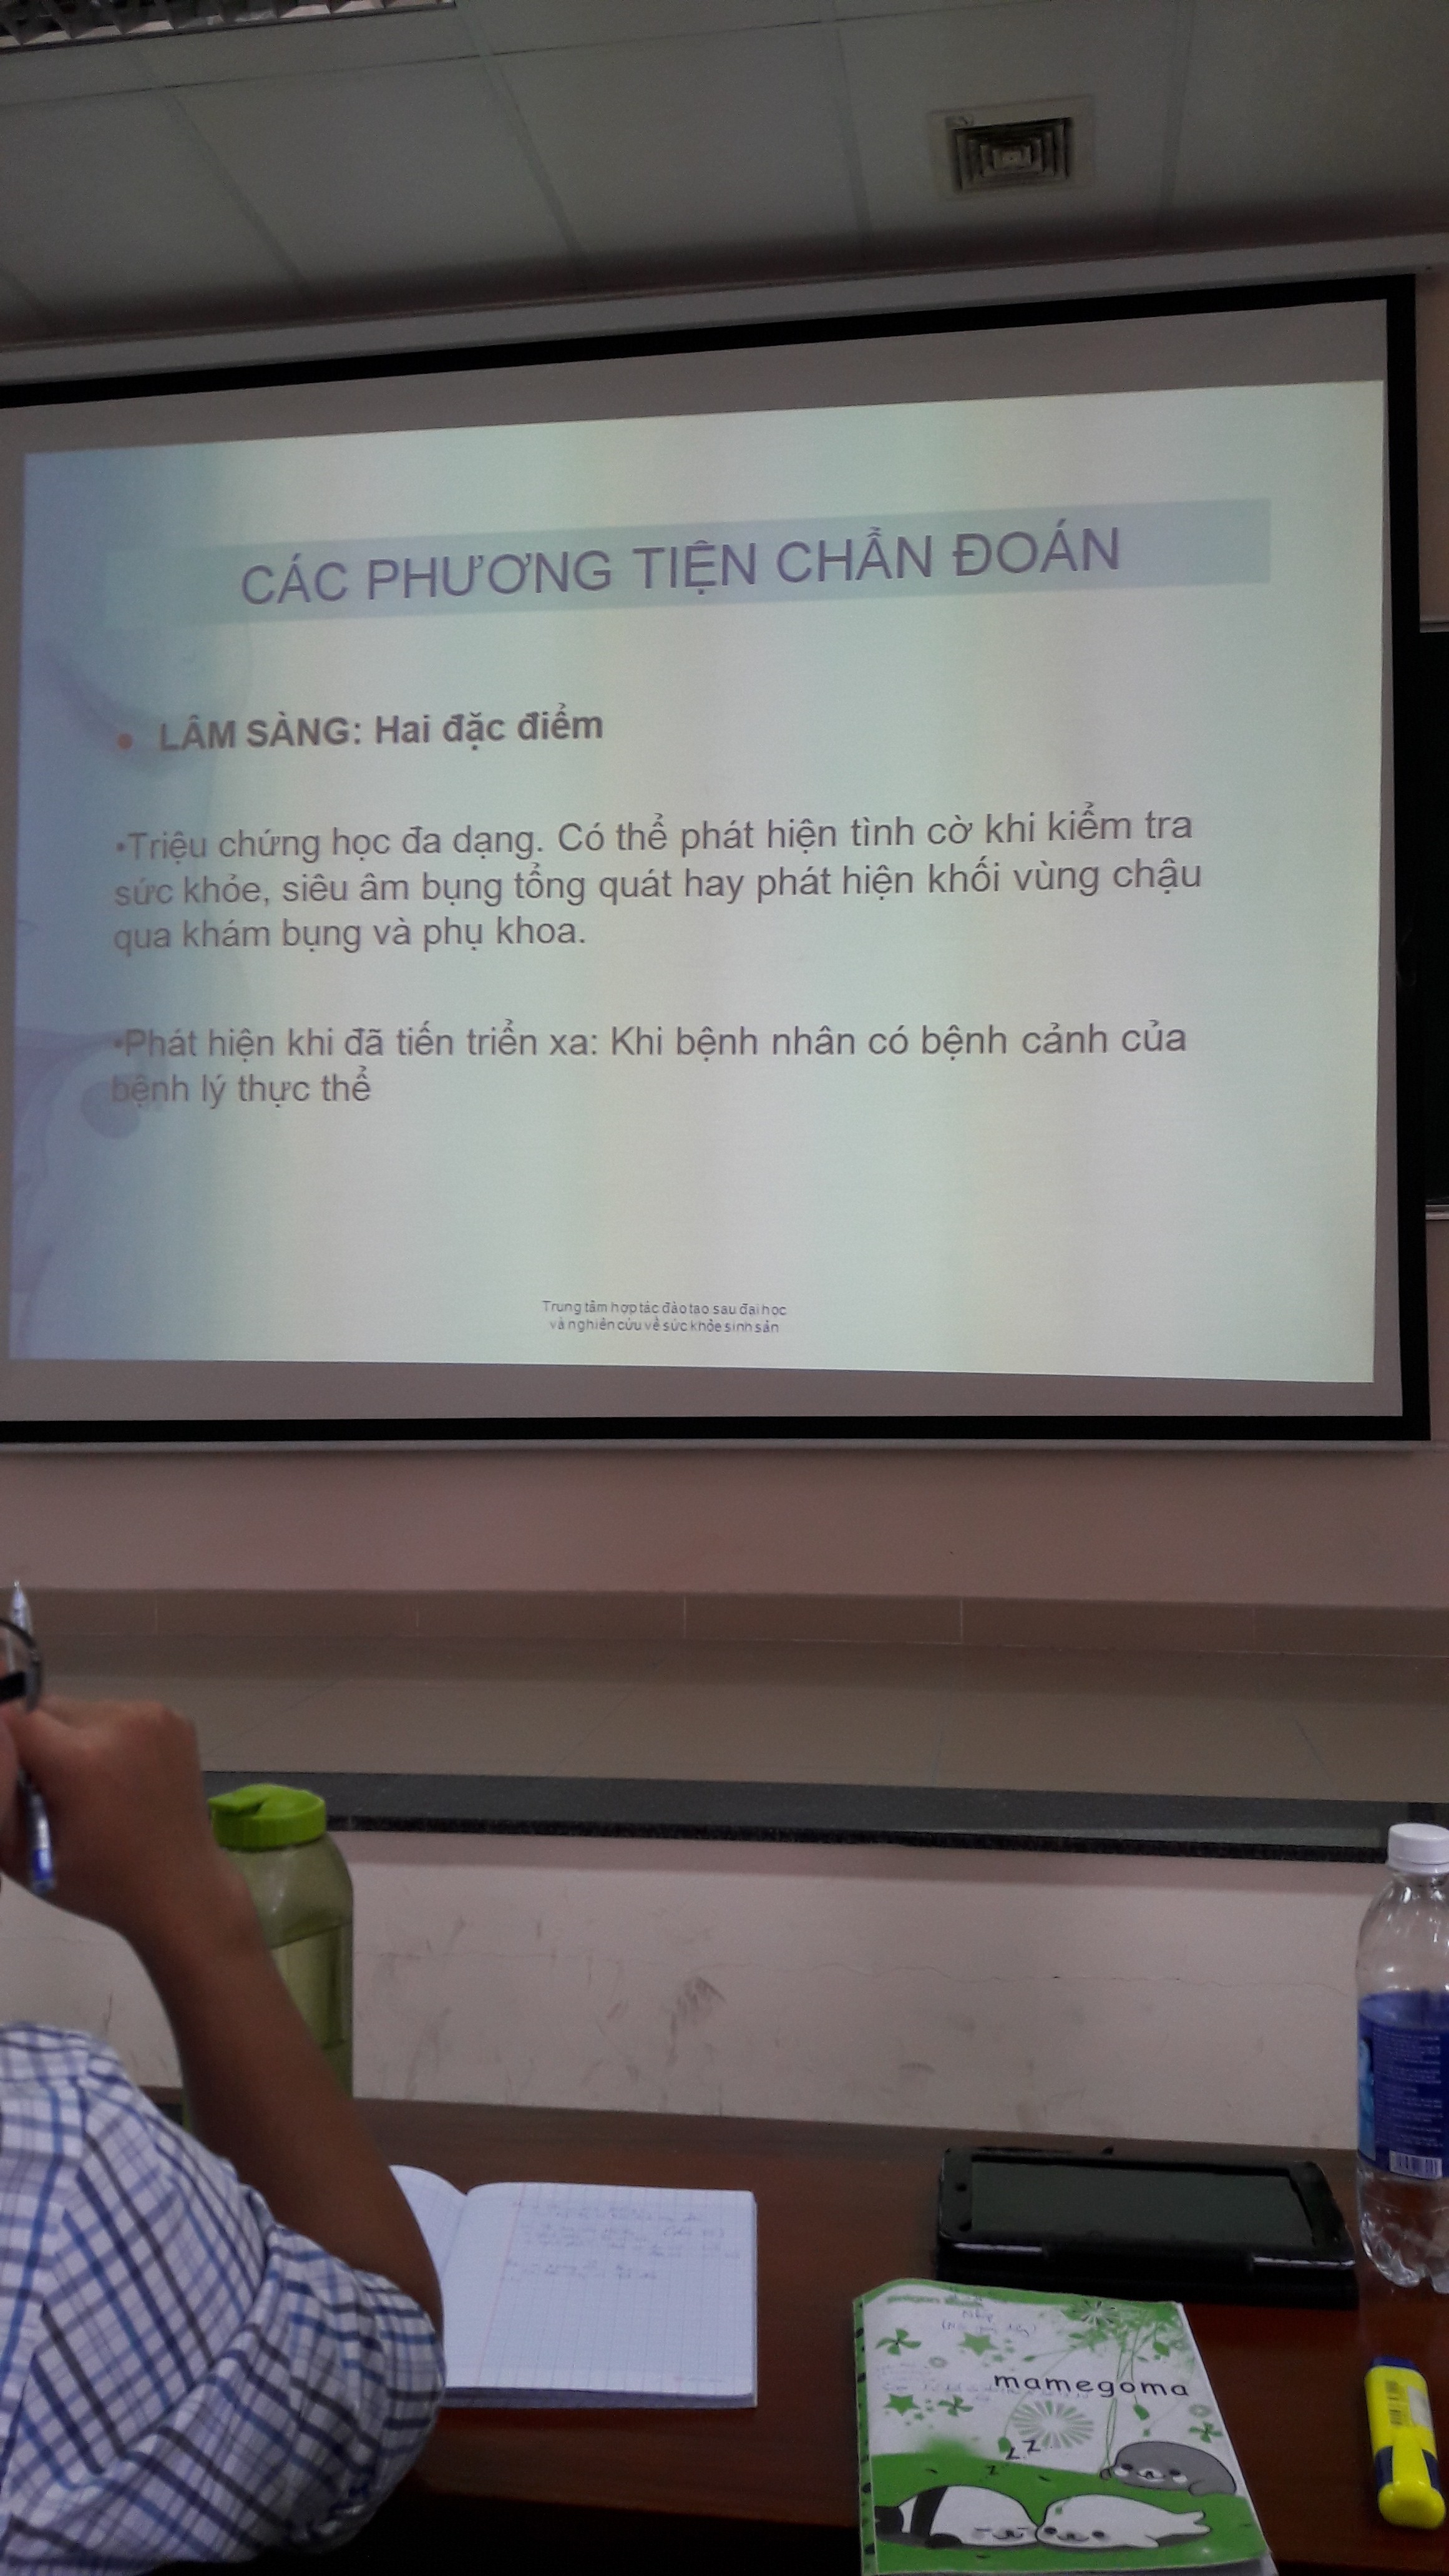 CÁC PHƯƠNG TIỆN CHẨN ĐOÁN
• LÂM SÀNG: Hai đặc điểm
•Triệu chứng học đa dạng. Có thể phát hiện tình cờ khi kiểm tra
sức khỏe, siêu âm bụng tổng quát hay phát hiện khối vùng chậu
qua khám bụng và phụ khoa.
•Phát hiện khi đã tiến triển xa: Khi bệnh nhân có bệnh cảnh của
bệnh lý thực thể
Trung tâm hợp tác đào tạo sau đại học
và nghiên cứu về sức khỏe sinh sản
mamegoma
z z
z